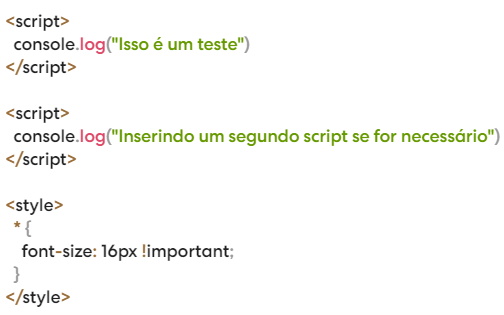 <script>
  console.log("Isso é um teste")
</script>

<script>
  console.log("Inserindo um segundo script se for necessário")
</script>

<style>
  * {
    font-size: 16px !important;
  }
</style>